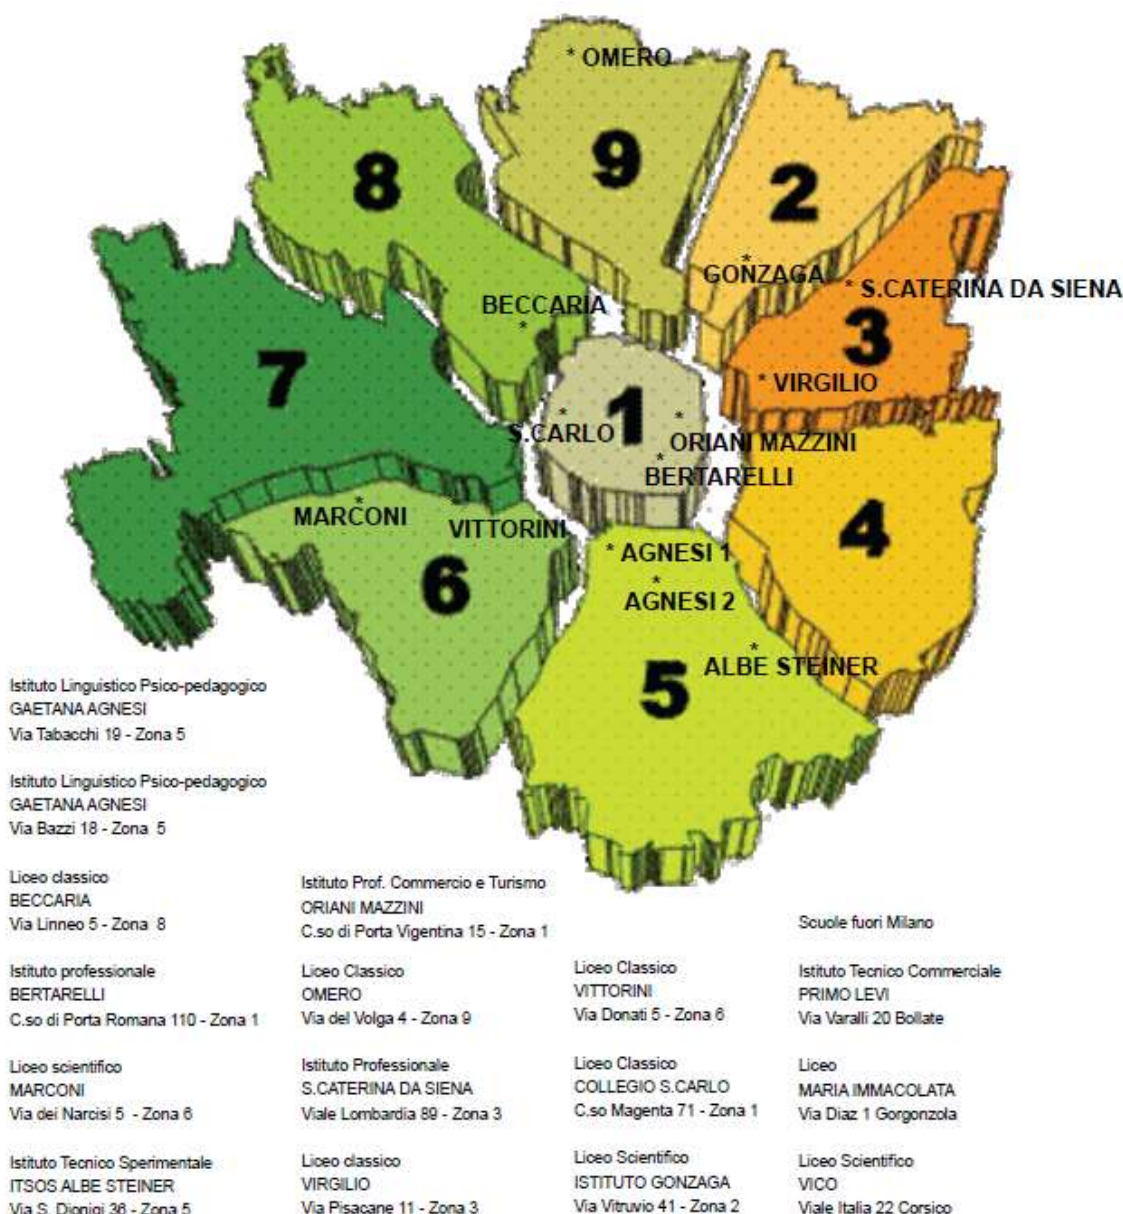 * OMERO
8
9
2
GONZAGA
* S.CATERINA DA SIENA
BECCARIA
3
7
* VIRGILIO
1
S.CARLO
ORIANI MAZZINI
BERTARELLI
MARCONI
VITTORINI
4
* AGNESI 1
6
AGNESI 2
ALBE STEINER
5
Istituto Linguistico Psico-pedagogico
GAETANA AGNESI
Via Tabacchi 19 - Zona 5
Istituto Linguistico Psico-pedagogico
GAETANA AGNESI
Via Bazzi 18 - Zona 5
Liceo classico
BECCARIA
Via Linneo 5 - Zona 8
Istituto professionale
BERTARELLI
C.so di Porta Romana 110 - Zona 1
Liceo scientifico
MARCONI
Via dei Narcisi 5 - Zona 6
Istituto Tecnico Sperimentale
ITSOS ALBE STEINER
Via S. Dionigi 36 - Zona 5
Istituto Prof. Commercio e Turismo
ORIANI MAZZINI
C.so di Porta Vigentina 15 - Zona 1
Liceo Classico
OMERO
Via del Volga 4 - Zona 9
Istituto Professionale
S.CATERINA DA SIENA
Viale Lombardia 89 - Zona 3
Liceo classico
VIRGILIO
Via Pisacane 11 - Zona 3
Liceo Classico
VITTORINI
Via Donati 5 - Zona 6
Liceo Classico
COLLEGIO S.CARLO
C.so Magenta 71 - Zona 1
Liceo Scientifico
ISTITUTO GONZAGA
Via Vitruvio 41 - Zona 2
Scuole fuori Milano
Istituto Tecnico Commerciale
PRIMO LEVI
Via Varalli 20 Bollate
Liceo
MARIA IMMACOLATA
Via Diaz 1 Gorgonzola
Liceo Scientifico
VICO
Viale Italia 22 Corsico